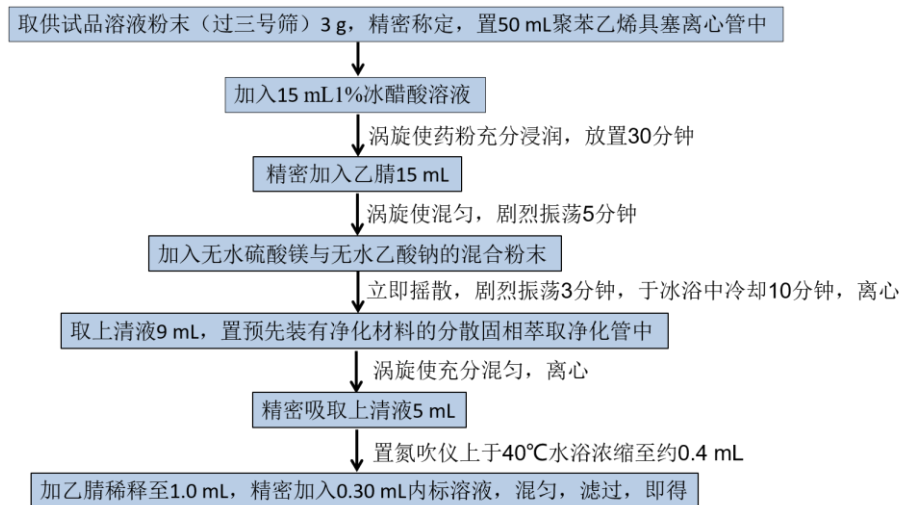 取供试品溶液粉末（过三号筛）3 g，精密称定，置50 mL聚苯乙烯具塞离心管中
加入15 mL1%冰醋酸溶液
涡旋使药粉充分浸润，放置30分钟
精密加入乙腈15 mL
涡旋使混匀，剧烈振荡5分钟
加入无水硫酸镁与无水乙酸钠的混合粉末
立即摇散，剧烈振荡3分钟，于冰浴中冷却10分钟，离心
取上清液9 mL，置预先装有净化材料的分散固相萃取净化管中
涡旋使充分混匀，离心
精密吸取上清液5 mL
置氮吹仪上于40℃水浴浓缩至约0.4 mL
加乙腈稀释至1.0 mL，精密加入0.30 mL内标溶液，混匀，滤过，即得